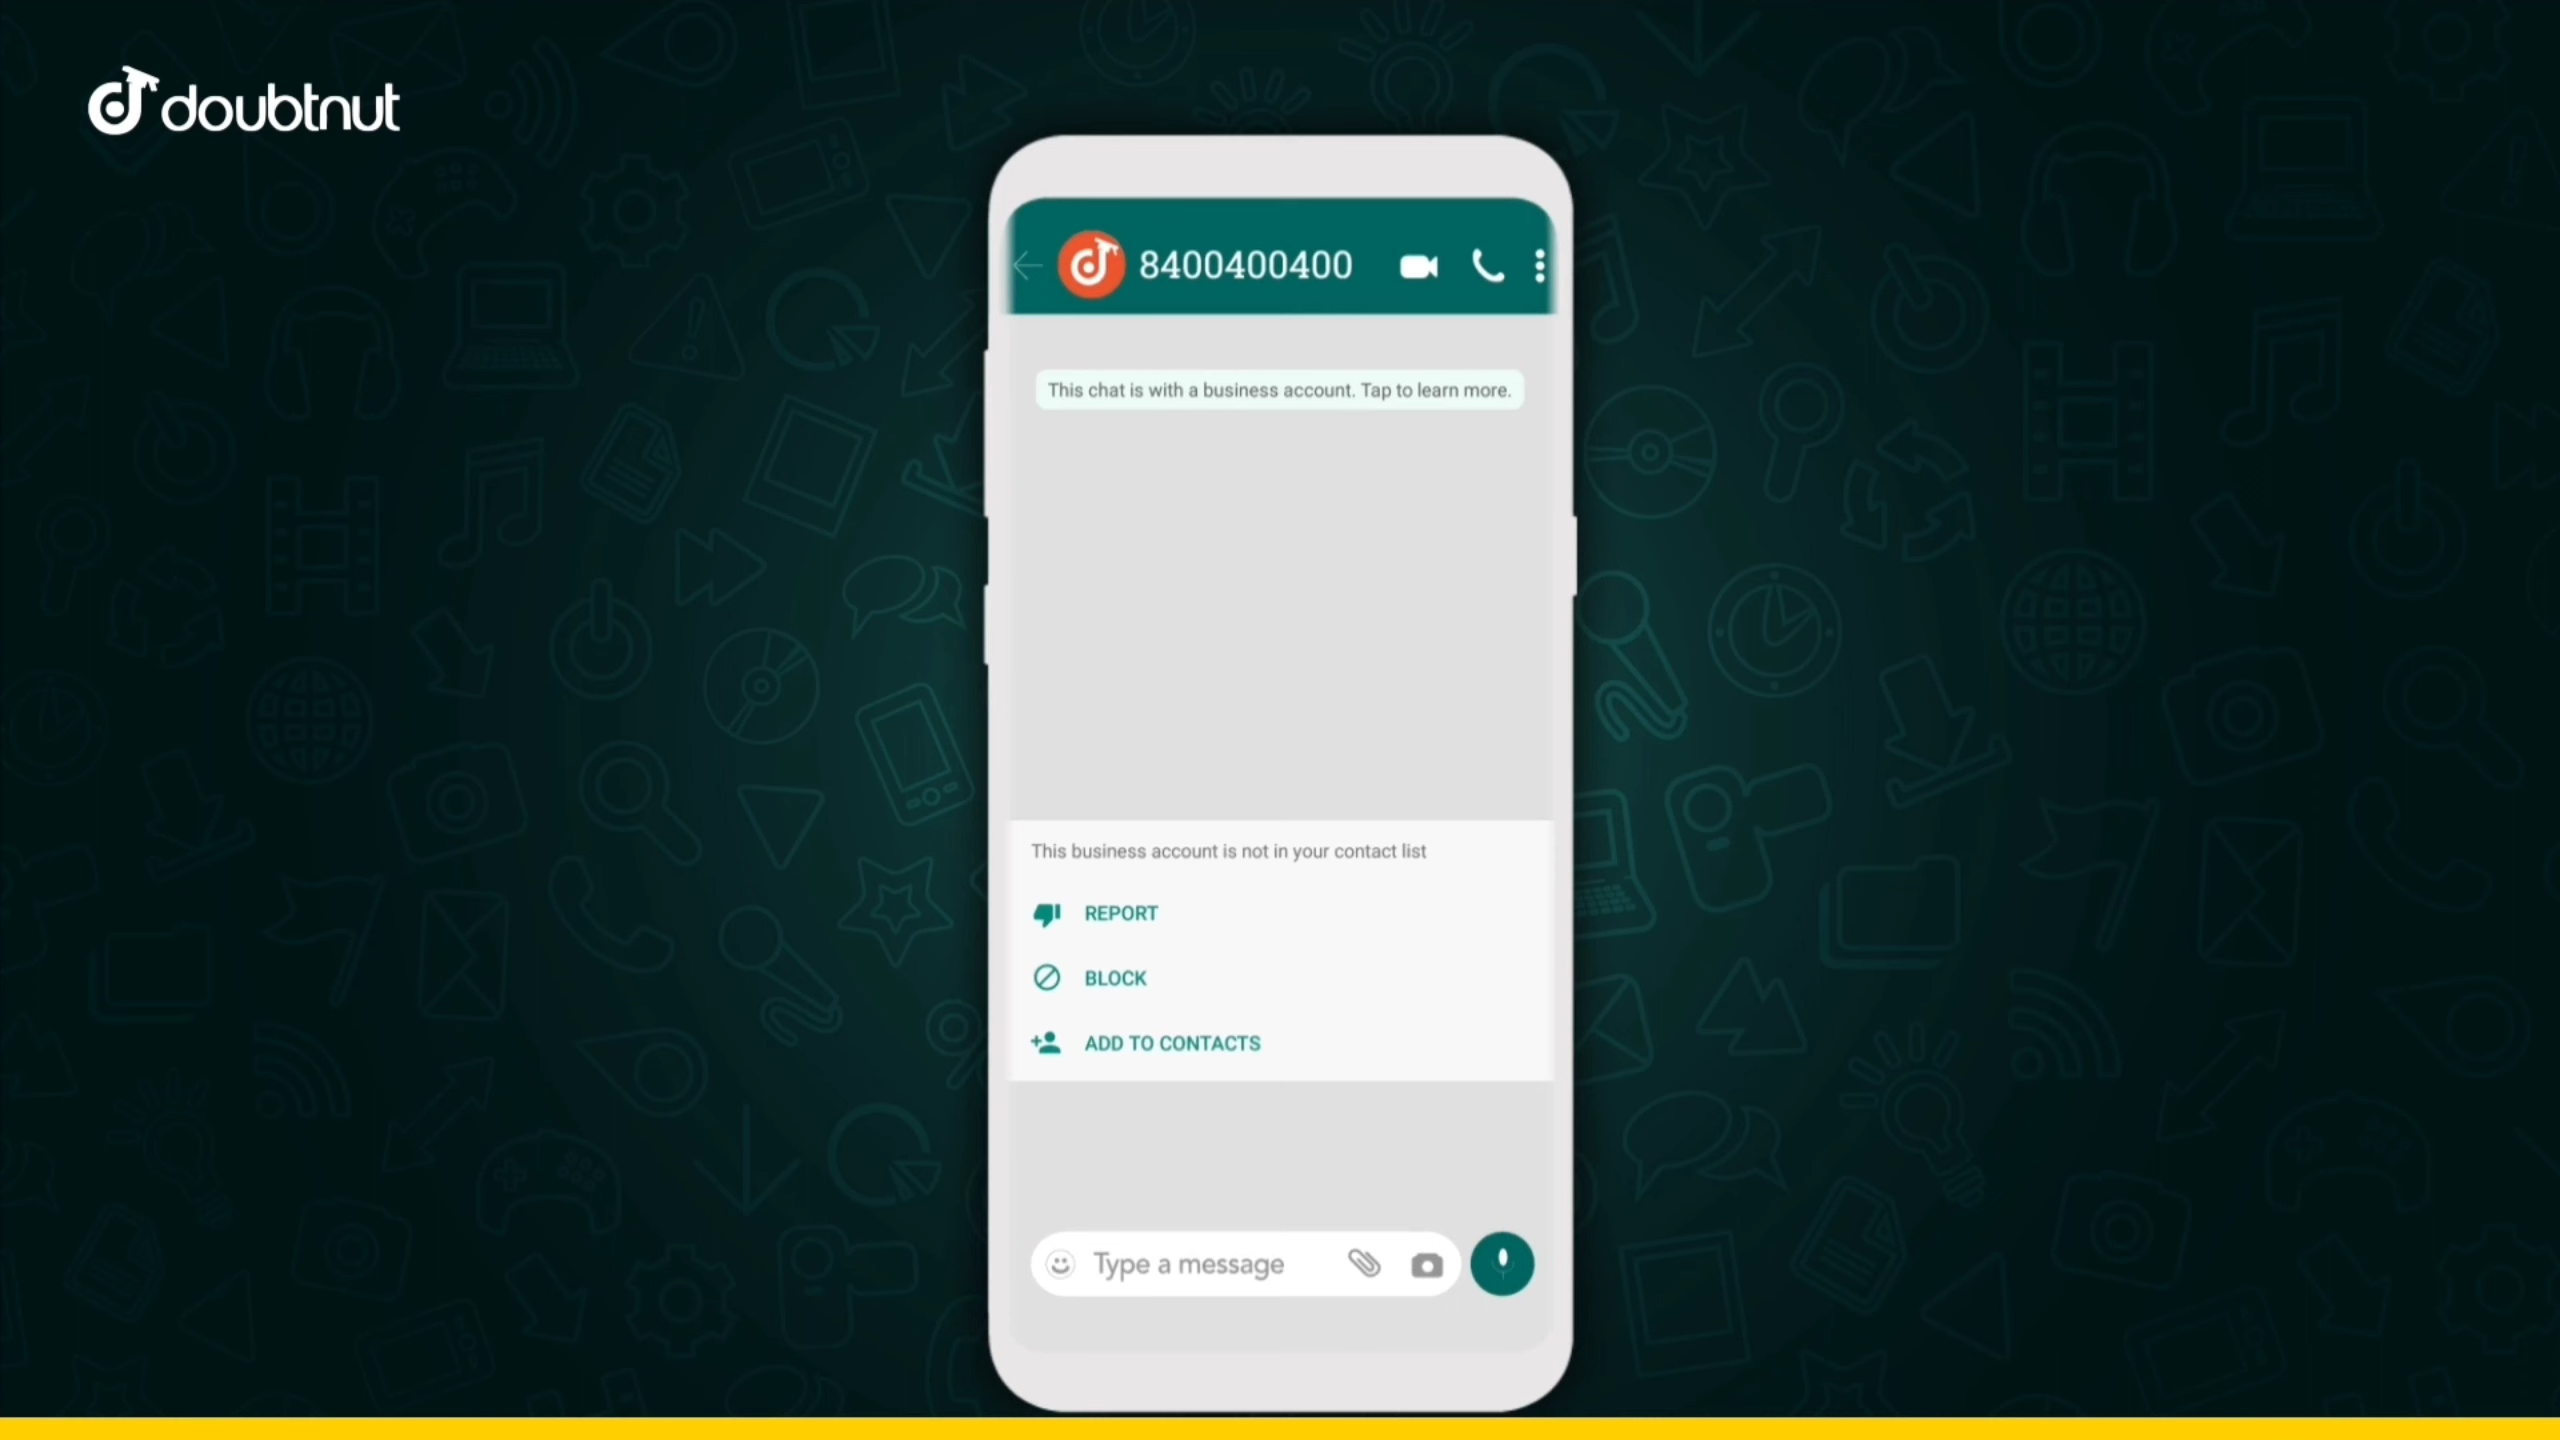 doubtnut
8400400400
This chat is with a business account. Tap to learn more.
This business account is not in your contact list
REPORT
BLOCK
ADD TO CONTACTS
Type a message